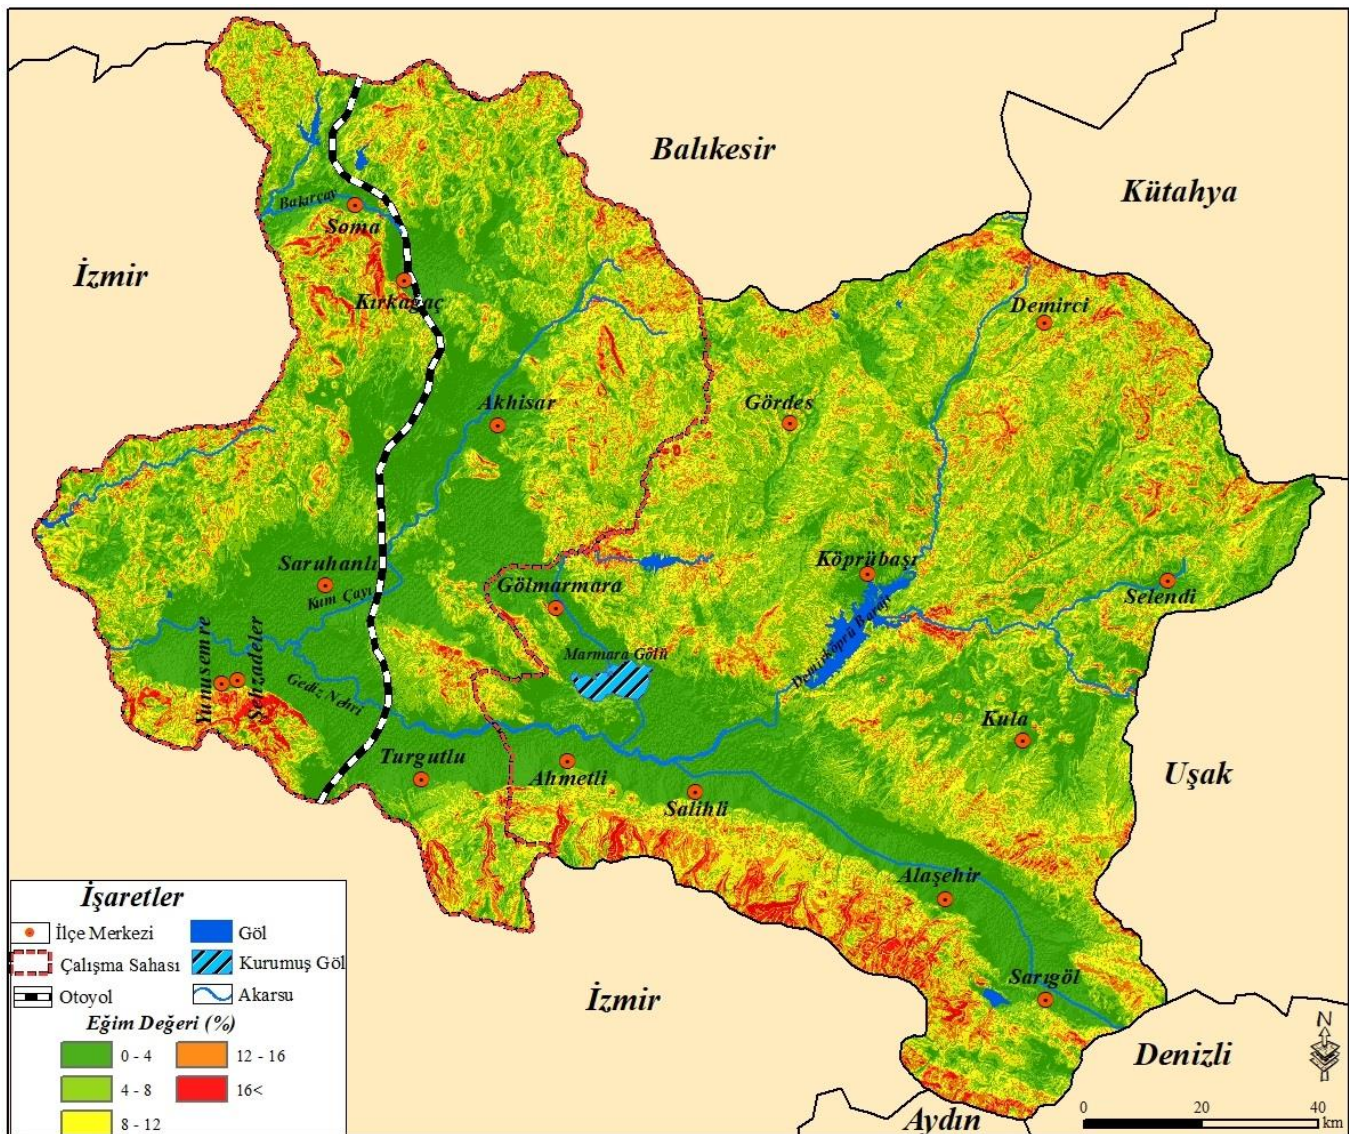 Balıkesir
Kütahya
Bakırçay
Soma
İzmir
Kırkağaç
Demirci
Akhisar
Gördes
Saruhanlı
Kum Çayı
Gölmarmara
Köprübaşı
Selendi
Marmara Gölü
Demirköprü Barajı
Yunusemre
Şehzadeler
Gediz Nehri
Kula
Turgutlu
Ahmetli
Salihli
Uşak
Alaşehir
Sarıgöl
İzmir
Denizli
Aydın
İşaretler
İlçe Merkezi
Göl
Çalışma Sahası
Kurumuş Göl
Otoyol
Akarsu
Eğim Değeri (%)
0 - 4
12 - 16
4 - 8
16<
8 - 12
N
0 20 40
km